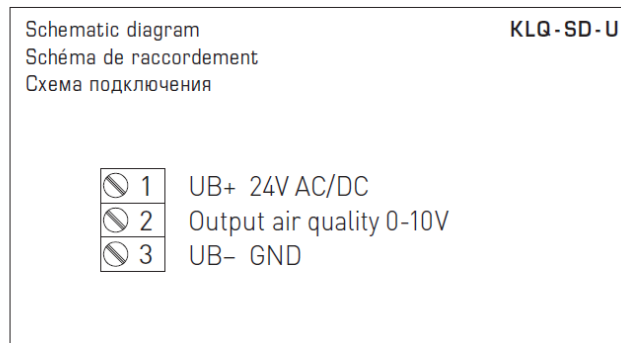 Schematic diagram KLQ-SD-U
Schéma de raccordement
Схема подключения
1 UB+ 24V AC/DC
2 Output air quality 0-10V
3 UB– GND